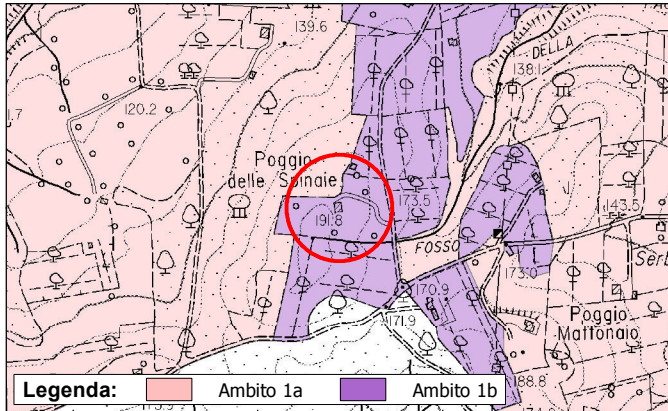 139.6
DELLA
138.1
120.2
Poggio
delle Spinaie
173.5
191.8
143.5
FOSSO
173.0
170.9
Poggio
Mattonaio
171.9
188.8
Legenda: Ambito 1a Ambito 1b